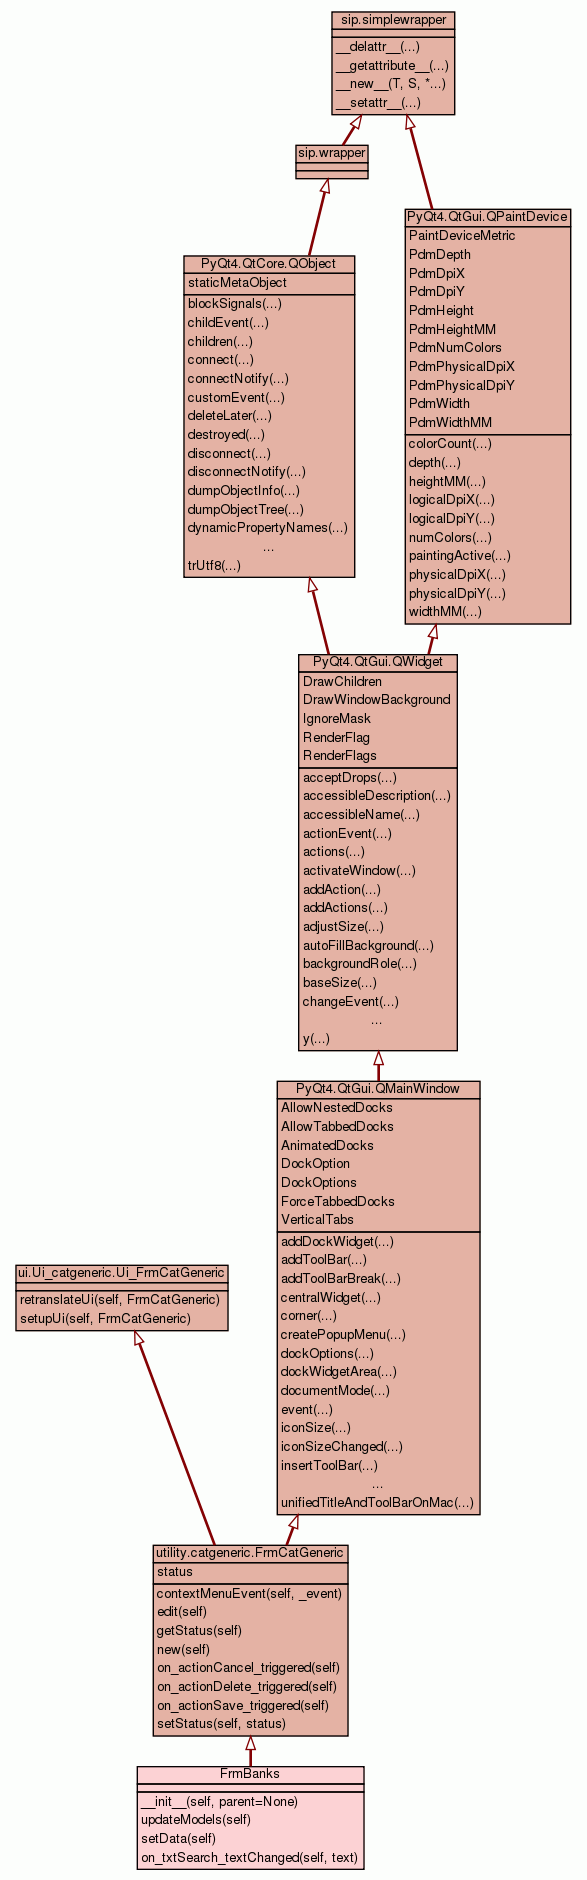 sip.simplewrapper
__delattr__(...)
__getattribute__(...)
__new__(T, S, *...)
__setattr__(...)
sip.wrapper
PyQt4.QtGui.QPaintDevice
PaintDeviceMetric
PdmDepth
PdmDpiX
PdmDpiY
PdmHeight
PdmHeightMM
PdmNumColors
PdmPhysicalDpiX
PdmPhysicalDpiY
PdmWidth
PdmWidthMM
colorCount(...)
depth(...)
heightMM(...)
logicalDpiX(...)
logicalDpiY(...)
numColors(...)
paintingActive(...)
physicalDpiX(...)
physicalDpiY(...)
widthMM(...)
PyQt4.QtCore.QObject
staticMetaObject
blockSignals(...)
childEvent(...)
children(...)
connect(...)
connectNotify(...)
customEvent(...)
deleteLater(...)
destroyed(...)
disconnect(...)
disconnectNotify(...)
dumpObjectInfo(...)
dumpObjectTree(...)
dynamicPropertyNames(...)
...
trUtf8(...)
PyQt4.QtGui.QWidget
DrawChildren
DrawWindowBackground
IgnoreMask
RenderFlag
RenderFlags
acceptDrops(...)
accessibleDescription(...)
accessibleName(...)
actionEvent(...)
actions(...)
activateWindow(...)
addAction(...)
addActions(...)
adjustSize(...)
autoFillBackground(...)
backgroundRole(...)
baseSize(...)
changeEvent(...)
...
y(...)
PyQt4.QtGui.QMainWindow
AllowNestedDocks
AllowTabbedDocks
AnimatedDocks
DockOption
DockOptions
ForceTabbedDocks
VerticalTabs
addDockWidget(...)
addToolBar(...)
addToolBarBreak(...)
centralWidget(...)
corner(...)
createPopupMenu(...)
dockOptions(...)
dockWidgetArea(...)
documentMode(...)
event(...)
iconSize(...)
iconSizeChanged(...)
insertToolBar(...)
...
unifiedTitleAndToolBarOnMac(...)
ui.Ui_catgeneric.Ui_FrmCatGeneric
retranslateUi(self, FrmCatGeneric)
setupUi(self, FrmCatGeneric)
utility.catgeneric.FrmCatGeneric
status
contextMenuEvent(self, _event)
edit(self)
getStatus(self)
new(self)
on_actionCancel_triggered(self)
on_actionDelete_triggered(self)
on_actionSave_triggered(self)
setStatus(self, status)
FrmBanks
__init__(self, parent=None)
updateModels(self)
setData(self)
on_txtSearch_textChanged(self, text)